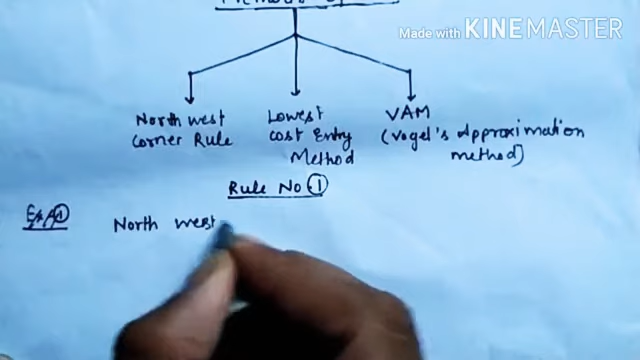 Made with KINEMASTER
North west
Corner Rule
Lowest
Cost Entry
Method
VAM
(Vogel's Approximation
method)
Rule No 1
North west